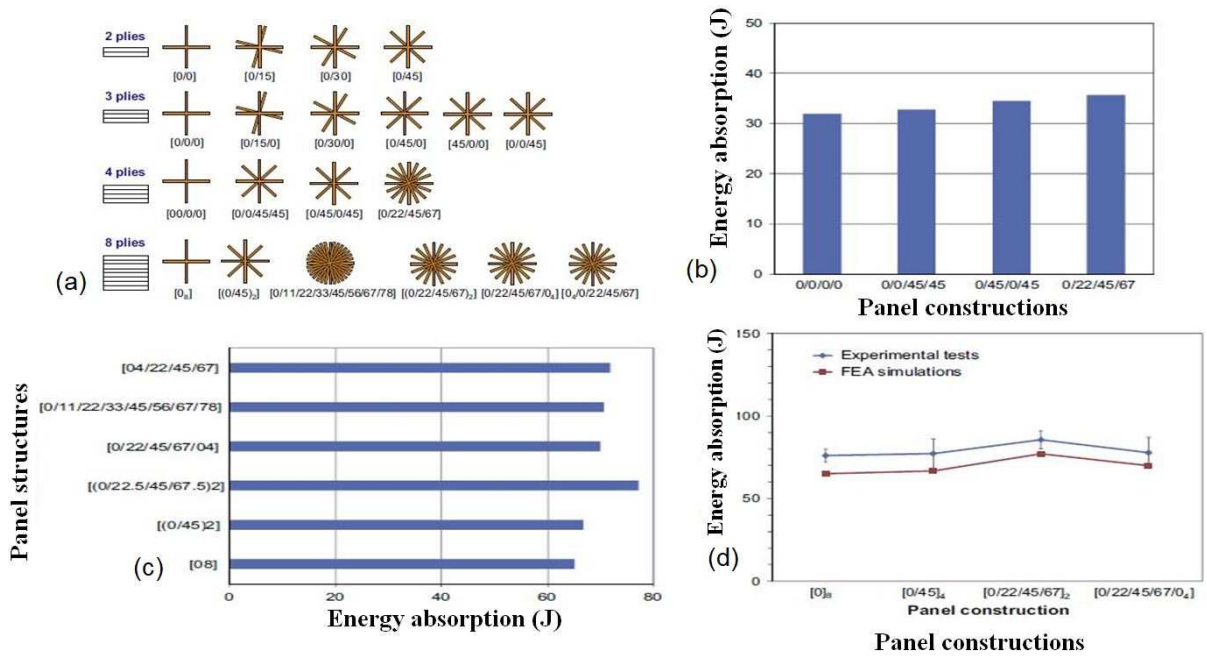 2 plies
[0/0]
[0/15]
[0/30]
[0/45]
3 plies
[0/0/0]
[0/15/0]
[0/30/0]
[0/45/0]
[45/0/0]
[0/0/45]
4 plies
[00/0/0]
[0/0/45/45]
[0/45/0/45]
[0/22/45/67]
8 plies
[0₈]
[(0/45)₂]
[0/11/22/33/45/56/67/78]
[(0/22/45/67)₂]
[0/22/45/67/0₄]
[0₄/0/22/45/67]
(a)
Energy absorption (J)
50
40
30
20
10
0
0/0/0/0
0/0/45/45
0/45/0/45
0/22/45/67
Panel constructions
(b)
Panel structures
[04/22/45/67]
[0/11/22/33/45/56/67/78]
[0/22/45/67/04]
[(0/22.5/45/67.5)2]
[(0/45)2]
[08]
(c)
0
20
40
60
80
Energy absorption (J)
Energy absorption (J)
150
100
50
0
Experimental tests
FEA simulations
(d)
[0]₈
[0/45]₄
[0/22/45/67]₂
[0/22/45/67/0₄]
Panel construction
Panel constructions